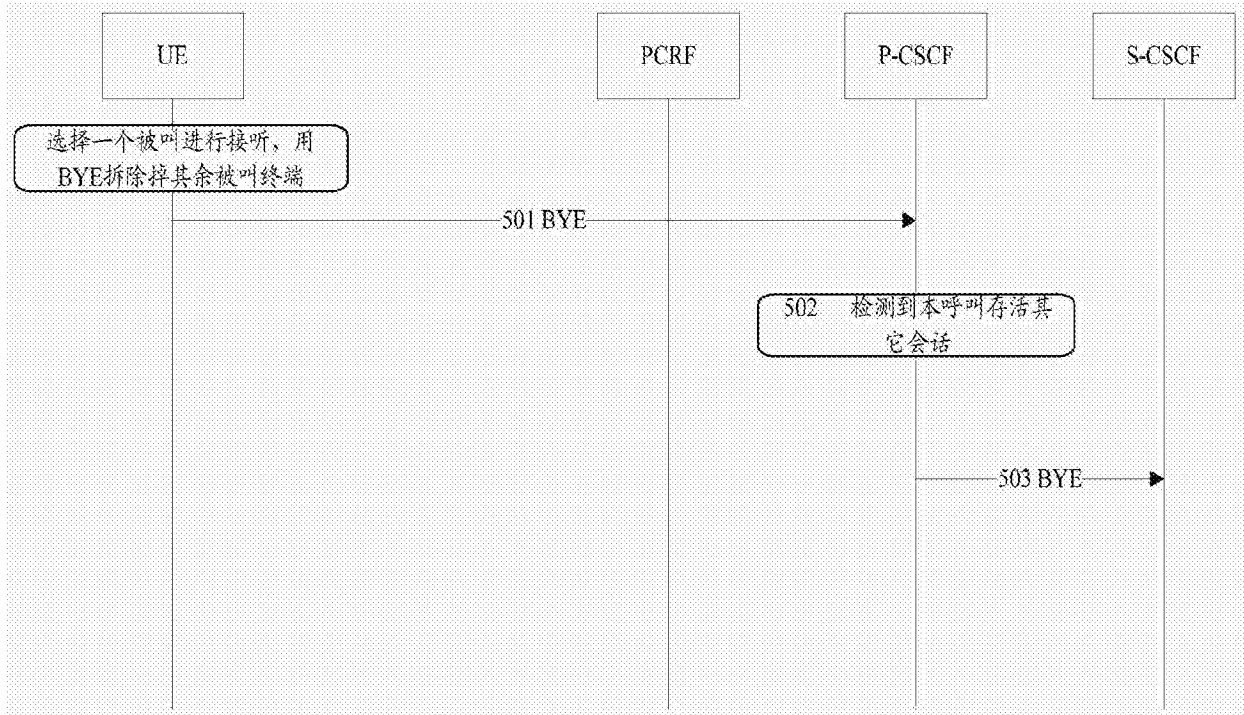 UE
PCRF
P-CSCF
S-CSCF
选择一个被叫进行接听、用
BYE拆除掉其余被叫终端
501 BYE
502 检测到本呼叫存活其
它会话
503 BYE